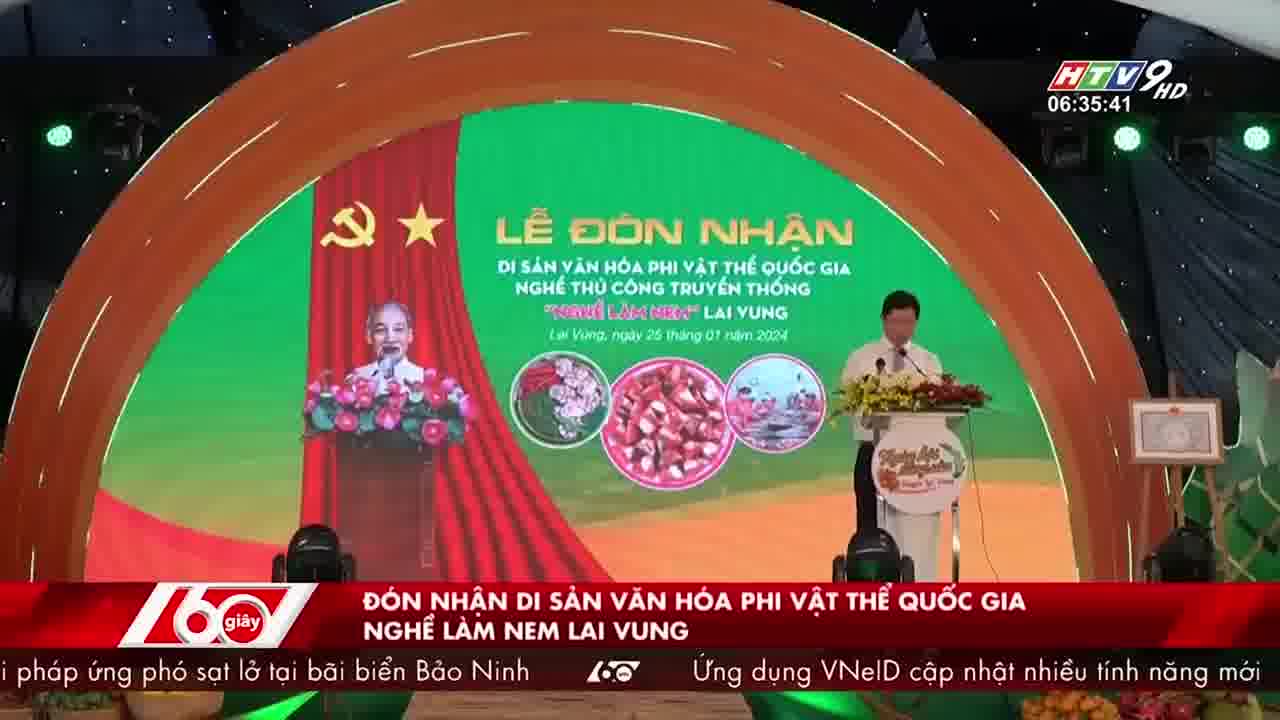 HTV9 HD
06:35:41
LỄ ĐÓN NHẬN
DI SẢN VĂN HÓA PHI VẬT THỂ QUỐC GIA
NGHỀ THỦ CÔNG TRUYỀN THỐNG
"NGHỀ LÀM NEM" LAI VUNG
Lai Vung, ngày 25 tháng 01 năm 2024
60 giây
ĐÓN NHẬN DI SẢN VĂN HÓA PHI VẬT THỂ QUỐC GIA
NGHỀ LÀM NEM LAI VUNG
i pháp ứng phó sạt lở tại bãi biển Bảo Ninh 60 giây Ứng dụng VNeID cập nhật nhiều tính năng mới